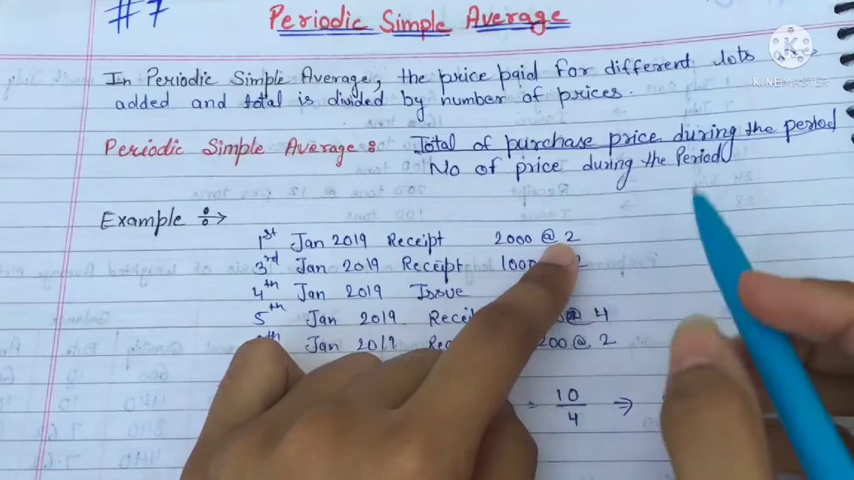 #7
Periodic Simple Average
In Periodic Simple Average, the price paid for different lots
added and total is divided by number of prices.
Periodic Simple Average : Total of purchase price during the period
No of price during the Period
Example ÷→
1st Jan 2019 Receipt 2000 @ 2
3rd Jan 2019 Receipt 1000 2
4th Jan 2019 Issue
5th Jan 2019 @ 4
Jan 2019 200 @ 2
= 10/4 →
KINEMASTER